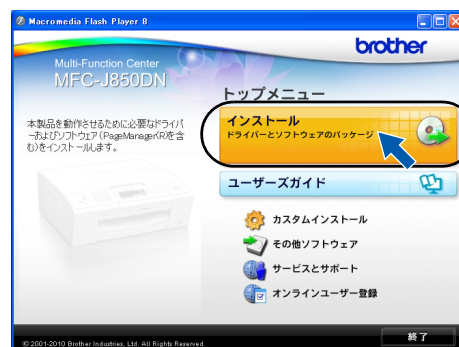 Macromedia Flash Player 8
brother
Multi-Function Center
MFC-J850DN
トップメニュー
本製品を動作させるために必要なドライバ
ーおよびソフトウェア(PageManager(R)を含
む)をインストールします。
インストール
ドライバーとソフトウェアのパッケージ
ユーザーズガイド
カスタムインストール
その他ソフトウェア
サービスとサポート
オンラインユーザー登録
© 2001-2010 Brother Industries, Ltd. All Rights Reserved.
終了